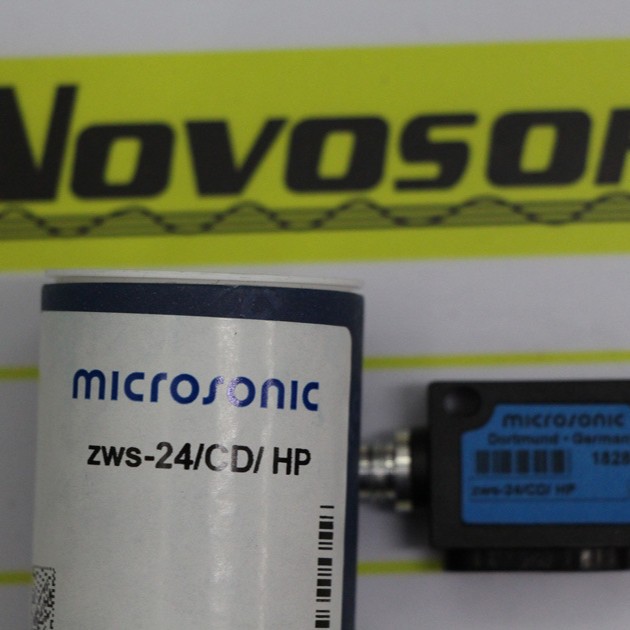 Novoson
microsonic
zws-24/CD/ HP
microsonic
Dortmund • German
1828
zws-24/CD/ HP